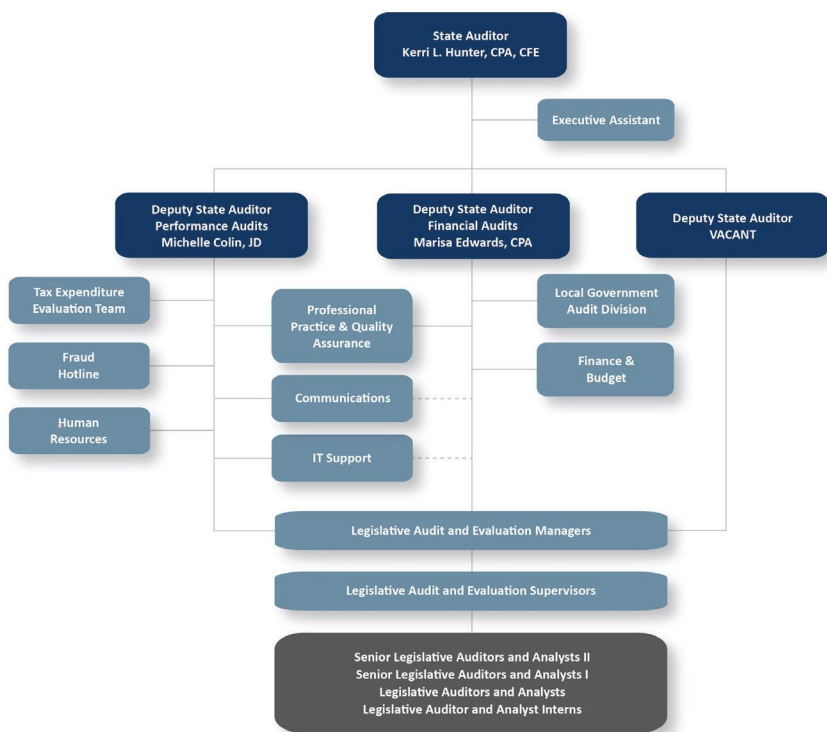 State Auditor
Kerri L. Hunter, CPA, CFE
Executive Assistant
Deputy State Auditor
Performance Audits
Michelle Colin, JD
Deputy State Auditor
Financial Audits
Marisa Edwards, CPA
Deputy State Auditor
VACANT
Tax Expenditure
Evaluation Team
Fraud
Hotline
Human
Resources
Professional
Practice & Quality
Assurance
Communications
IT Support
Local Government
Audit Division
Finance &
Budget
Legislative Audit and Evaluation Managers
Legislative Audit and Evaluation Supervisors
Senior Legislative Auditors and Analysts II
Senior Legislative Auditors and Analysts I
Legislative Auditors and Analysts
Legislative Auditor and Analyst Interns